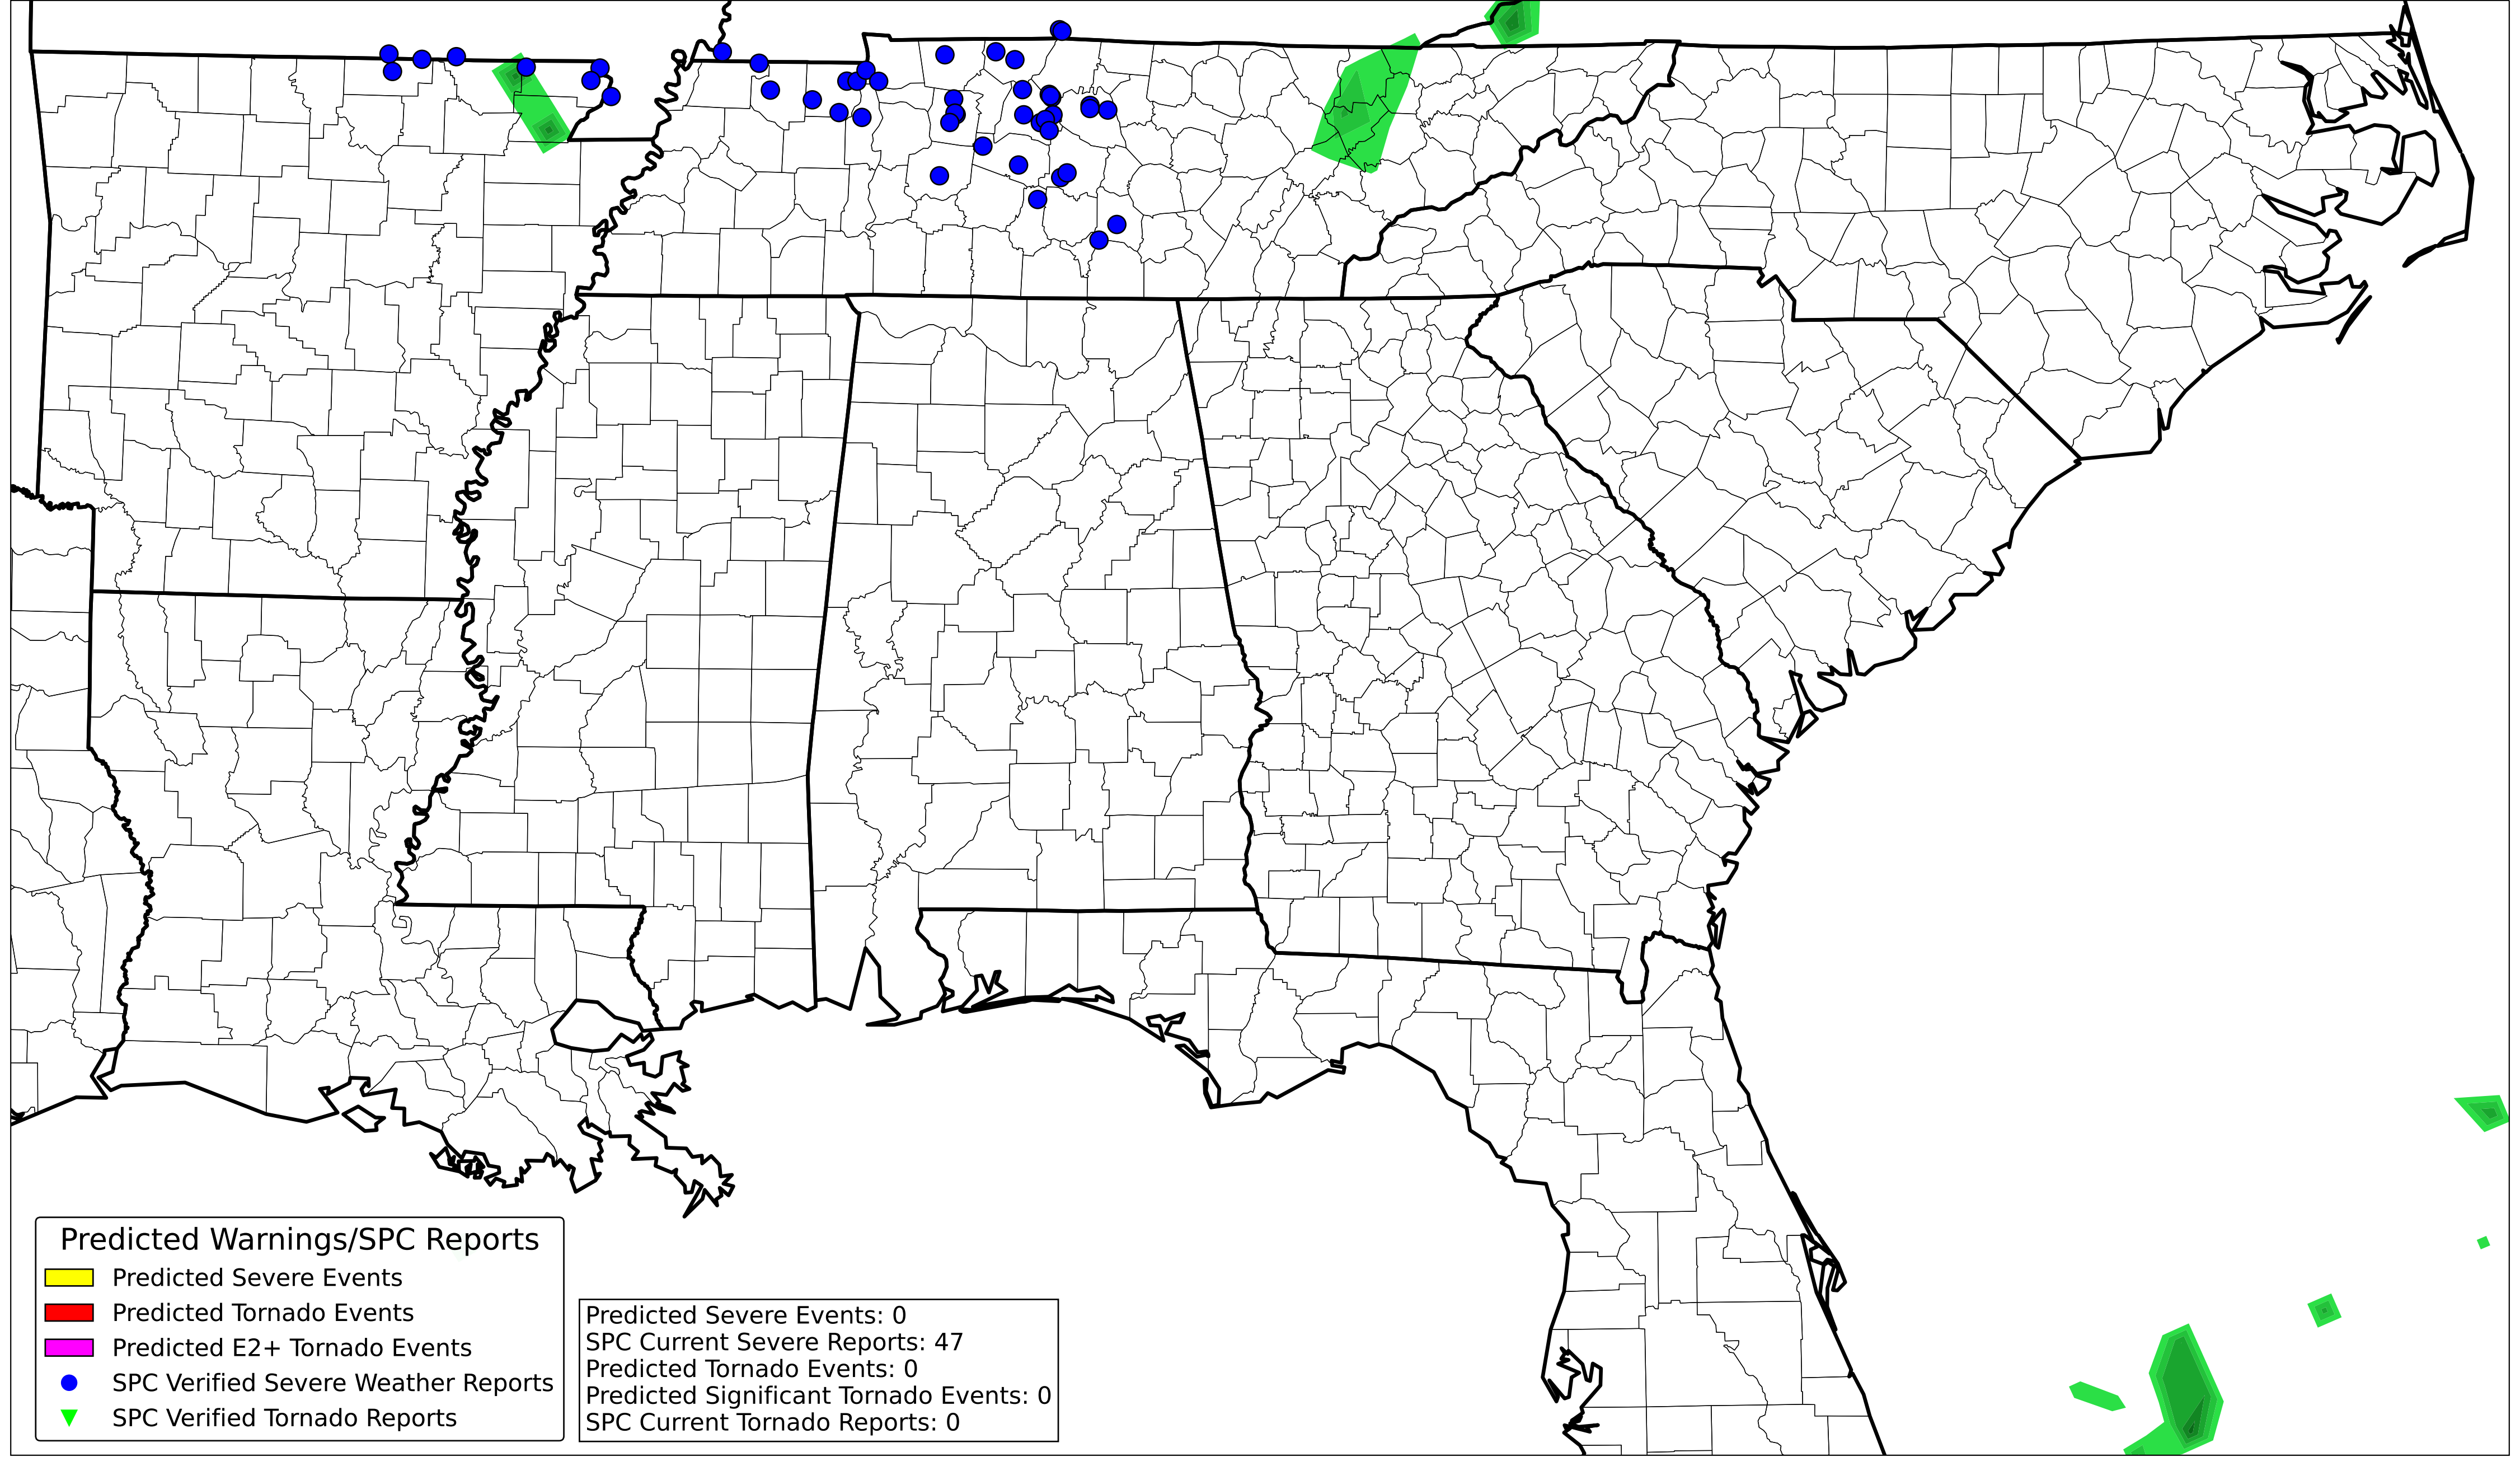 Predicted Warnings/SPC Reports
Predicted Severe Events
Predicted Tornado Events
Predicted E2+ Tornado Events
SPC Verified Severe Weather Reports
SPC Verified Tornado Reports
Predicted Severe Events: 0
SPC Current Severe Reports: 47
Predicted Tornado Events: 0
Predicted Significant Tornado Events: 0
SPC Current Tornado Reports: 0